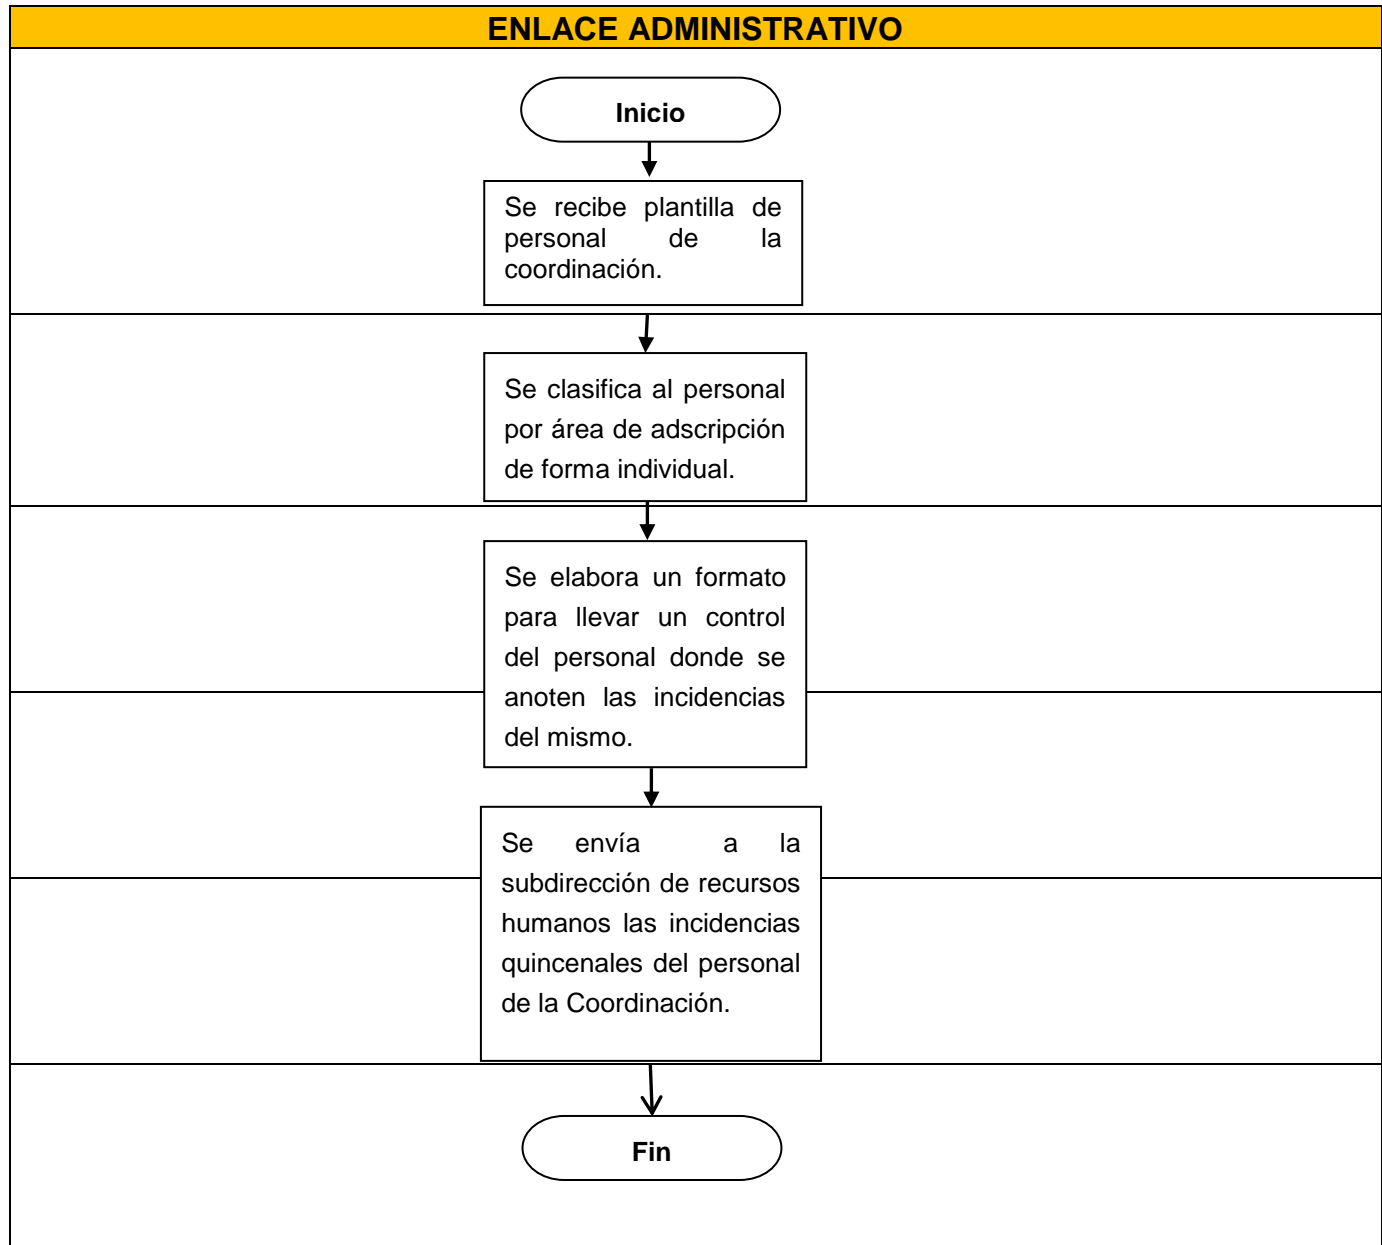 ENLACE ADMINISTRATIVO
Inicio
Se recibe plantilla de
personal de la
coordinación.
Se clasifica al personal
por área de adscripción
de forma individual.
Se elabora un formato
para llevar un control
del personal donde se
anoten las incidencias
del mismo.
Se envía a la
subdirección de recursos
humanos las incidencias
quincenales del personal
de la Coordinación.
Fin